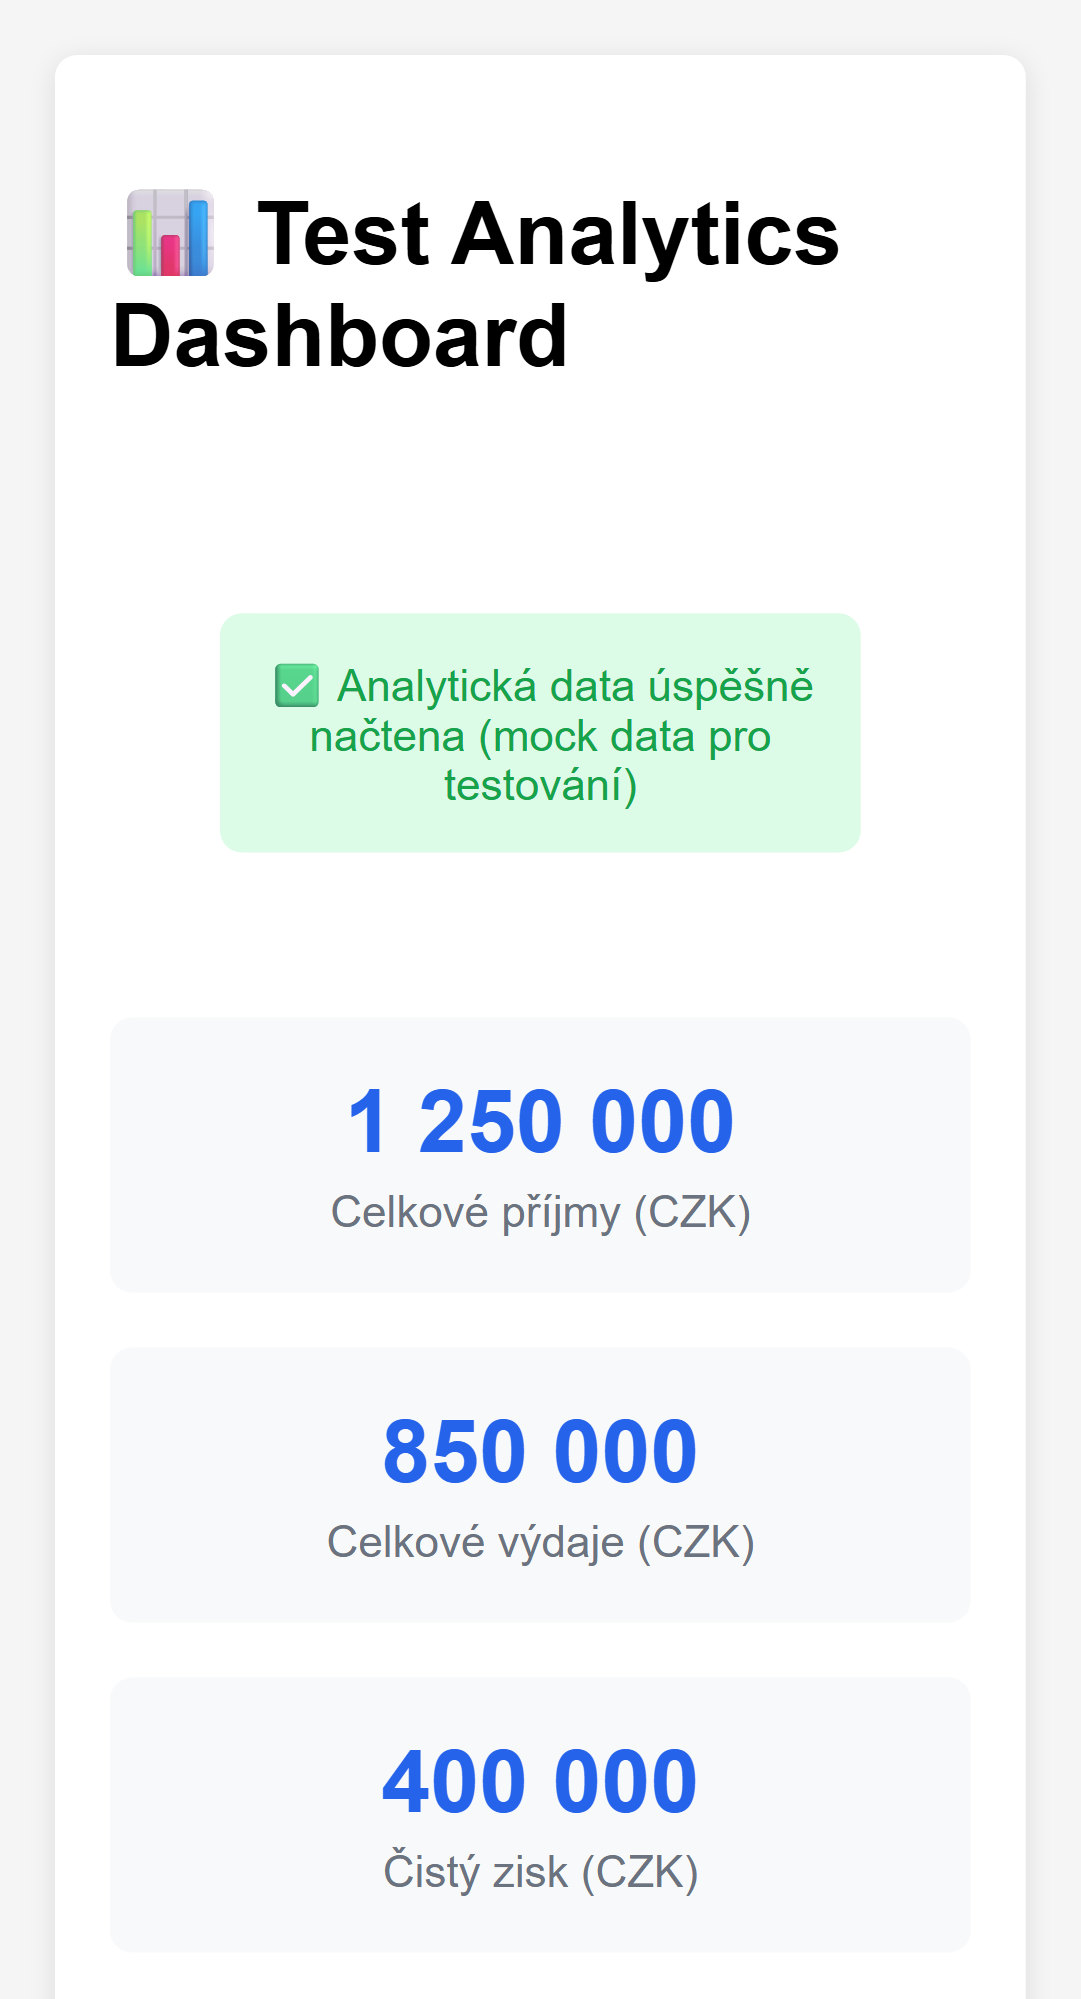 📊 Test Analytics
Dashboard
✅ Analytická data úspěšně
načtena (mock data pro
testování)
1 250 000
Celkové příjmy (CZK)
850 000
Celkové výdaje (CZK)
400 000
Čistý zisk (CZK)